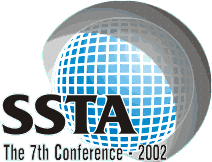 SSTA
The 7th Conference - 2002